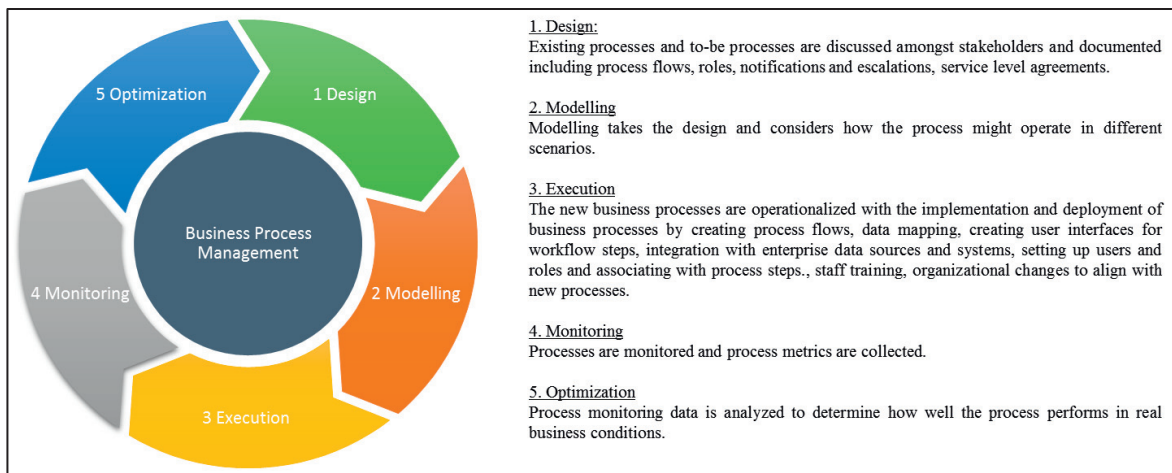 5 Optimization
1 Design
Business Process
Management
4 Monitoring
2 Modelling
3 Execution
1. Design:
Existing processes and to-be processes are discussed amongst stakeholders and documented
including process flows, roles, notifications and escalations, service level agreements.
2. Modelling
Modelling takes the design and considers how the process might operate in different
scenarios.
3. Execution
The new business processes are operationalized with the implementation and deployment of
business processes by creating process flows, data mapping, creating user interfaces for
workflow steps, integration with enterprise data sources and systems, setting up users and
roles and associating with process steps., staff training, organizational changes to align with
new processes.
4. Monitoring
Processes are monitored and process metrics are collected.
5. Optimization
Process monitoring data is analyzed to determine how well the process performs in real
business conditions.